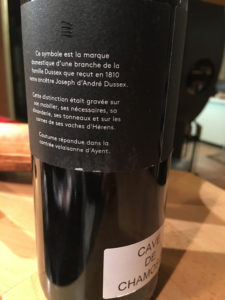 Ce symbole est la marque
domestique d'une branche de la
famille Dussex que reçut en 1810
notre ancêtre Joseph d'André Dussex.
Cette distinction était gravée sur
son mobilier, ses nécessaires, sa
ses tonneaux et sur les
cornes de ses vaches d'Hérens.
Coutume répandue dans la
contrée valaisanne d'Ayent.
CAVE
DE